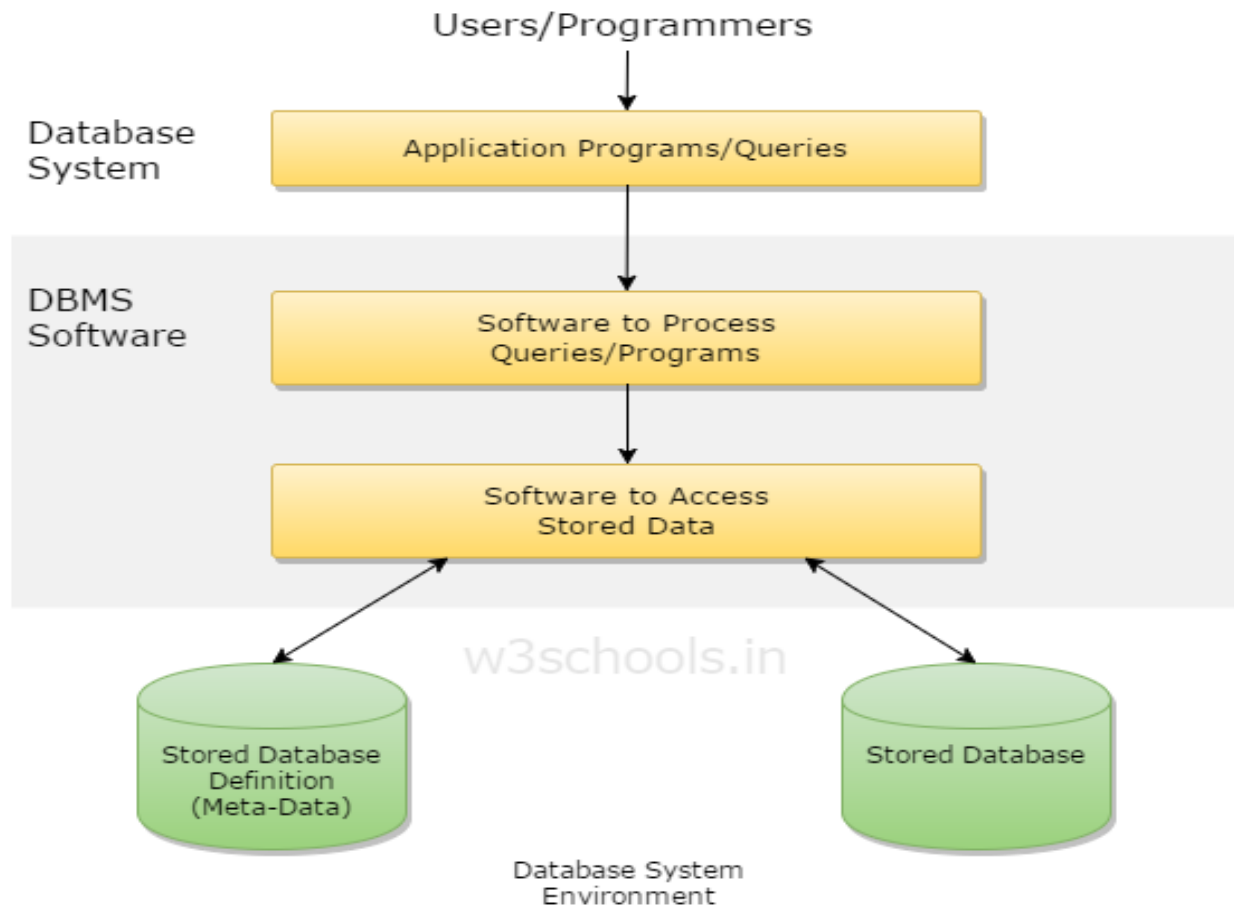 Users/Programmers
Database
System
Application Programs/Queries
DBMS
Software
Software to Process
Queries/Programs
Software to Access
Stored Data
w3schools.in
Stored Database
Definition
(Meta-Data)
Stored Database
Database System
Environment